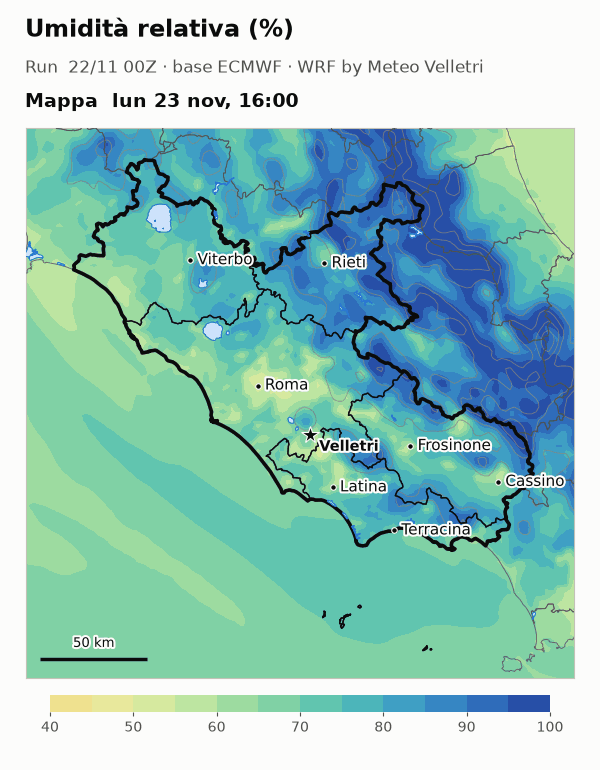 Umidità relativa (%)
Run  22/11 00Z · base ECMWF · WRF by Meteo Velletri
Mappa  lun 23 nov, 16:00
Viterbo
Rieti
Roma
Velletri
Frosinone
Cassino
Latina
Terracina
50 km
40 50 60 70 80 90 100